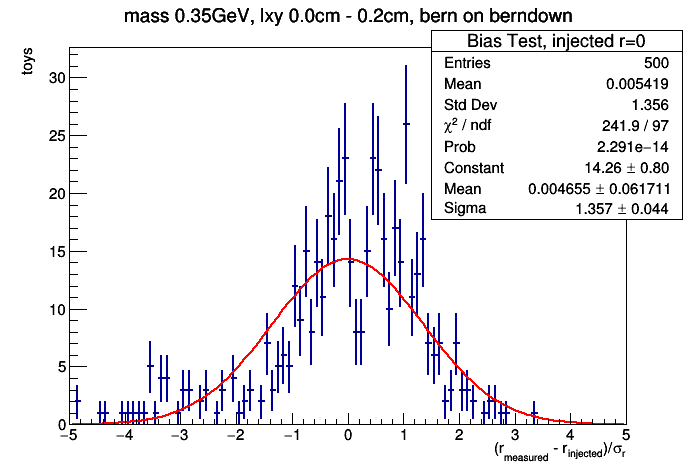 mass 0.35GeV, lxy 0.0cm - 0.2cm, bern on berndown
toys
Bias Test, injected r=0
Entries 500
Mean 0.005419
Std Dev 1.356
χ² / ndf 241.9 / 97
Prob 2.291e−14
Constant 14.26 ± 0.80
Mean 0.004655 ± 0.061711
Sigma 1.357 ± 0.044
30
25
20
15
10
5
0
−5 −4 −3 −2 −1 0 1 2 3 4 5
(r_measured - r_injected)/σ_r